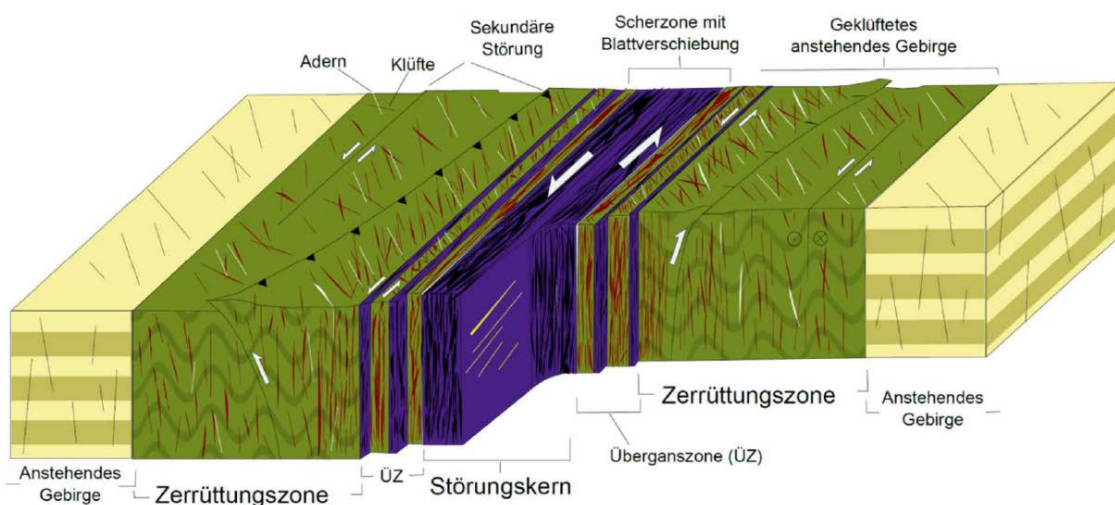 Sekundäre
Störung
Scherzone mit
Blattverschiebung
Geklüftetes
anstehendes Gebirge
Adern
Klüfte
Zerrüttungszone
Anstehendes
Gebirge
Überganszone (ÜZ)
Anstehendes
Gebirge
Zerrüttungszone
ÜZ
Störungskern